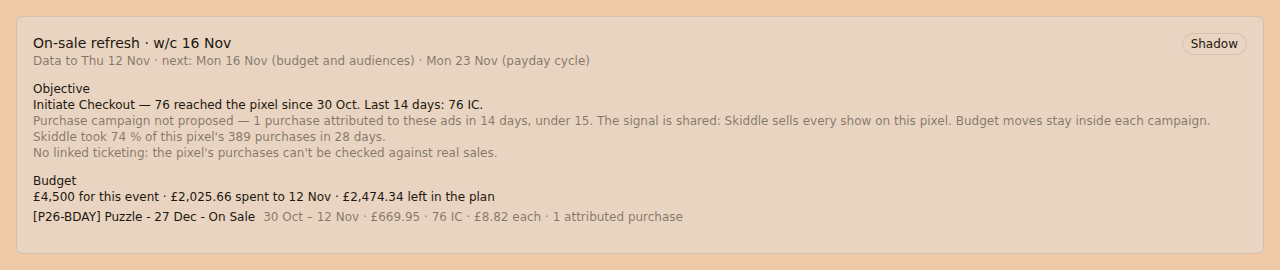 On-sale refresh · w/c 16 Nov
Shadow
Data to Thu 12 Nov · next: Mon 16 Nov (budget and audiences) · Mon 23 Nov (payday cycle)
Objective
Initiate Checkout — 76 reached the pixel since 30 Oct. Last 14 days: 76 IC.
Purchase campaign not proposed — 1 purchase attributed to these ads in 14 days, under 15. The signal is shared: Skiddle sells every show on this pixel. Budget moves stay inside each campaign.
Skiddle took 74 % of this pixel's 389 purchases in 28 days.
No linked ticketing: the pixel's purchases can't be checked against real sales.
Budget
£4,500 for this event · £2,025.66 spent to 12 Nov · £2,474.34 left in the plan
[P26-BDAY] Puzzle - 27 Dec - On Sale 30 Oct – 12 Nov · £669.95 · 76 IC · £8.82 each · 1 attributed purchase